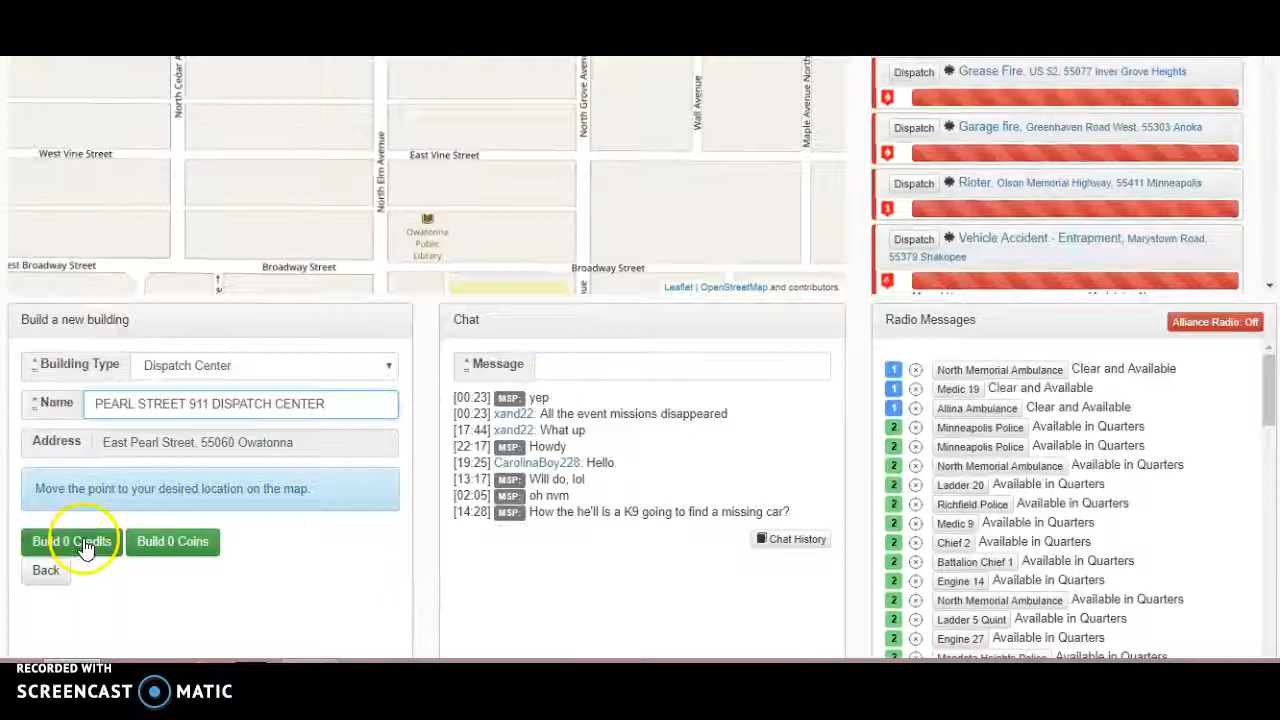 North Cedar A
North Elm Avenue
North Grove Aven
Wall Avenue
Maple Avenue North
West Vine Street
East Vine Street
Owatonna
Public
Library
est Broadway Street
Broadway Street
Broadway Street
ue
Leaflet | OpenStreetMap and contributors.
Dispatch Grease Fire, US 52, 55077 Inver Grove Heights
Dispatch Garage fire, Greenhaven Road West, 55303 Anoka
Dispatch Rioter, Olson Memorial Highway, 55411 Minneapolis
Dispatch Vehicle Accident - Entrapment, Marystown Road,
55379 Shakopee
Build a new building
* Building Type Dispatch Center
* Name PEARL STREET 911 DISPATCH CENTER
Address East Pearl Street, 55060 Owatonna
Move the point to your desired location on the map.
Build 0 Credits Build 0 Coins
Back
Chat
* Message
[00:23] MSP: yep
[00:23] xand22: All the event missions disappeared
[17:44] xand22: What up
[22:17] MSP: Howdy
[19:25] CarolinaBoy228: Hello
[13:17] MSP: Will do, lol
[02:05] MSP: oh nvm
[14:28] MSP: How the he'll is a K9 going to find a missing car?
Chat History
Radio Messages Alliance Radio: Off
1 North Memorial Ambulance Clear and Available
1 Medic 19 Clear and Available
1 Allina Ambulance Clear and Available
2 Minneapolis Police Available in Quarters
2 Minneapolis Police Available in Quarters
2 North Memorial Ambulance Available in Quarters
2 Ladder 20 Available in Quarters
2 Richfield Police Available in Quarters
2 Medic 9 Available in Quarters
2 Chief 2 Available in Quarters
2 Battalion Chief 1 Available in Quarters
2 Engine 14 Available in Quarters
2 North Memorial Ambulance Available in Quarters
2 Ladder 5 Quint Available in Quarters
2 Engine 27 Available in Quarters
2 Mendota Heights Police Available in Quarters
RECORDED WITH
SCREENCAST MATIC